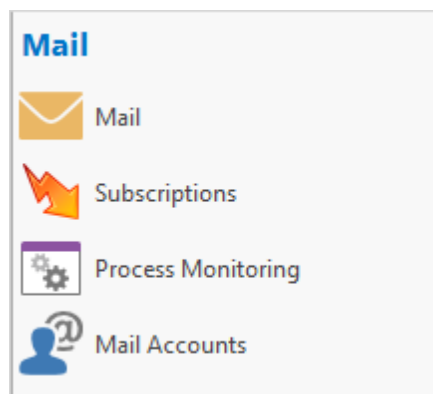 Mail
Mail
Subscriptions
Process Monitoring
Mail Accounts